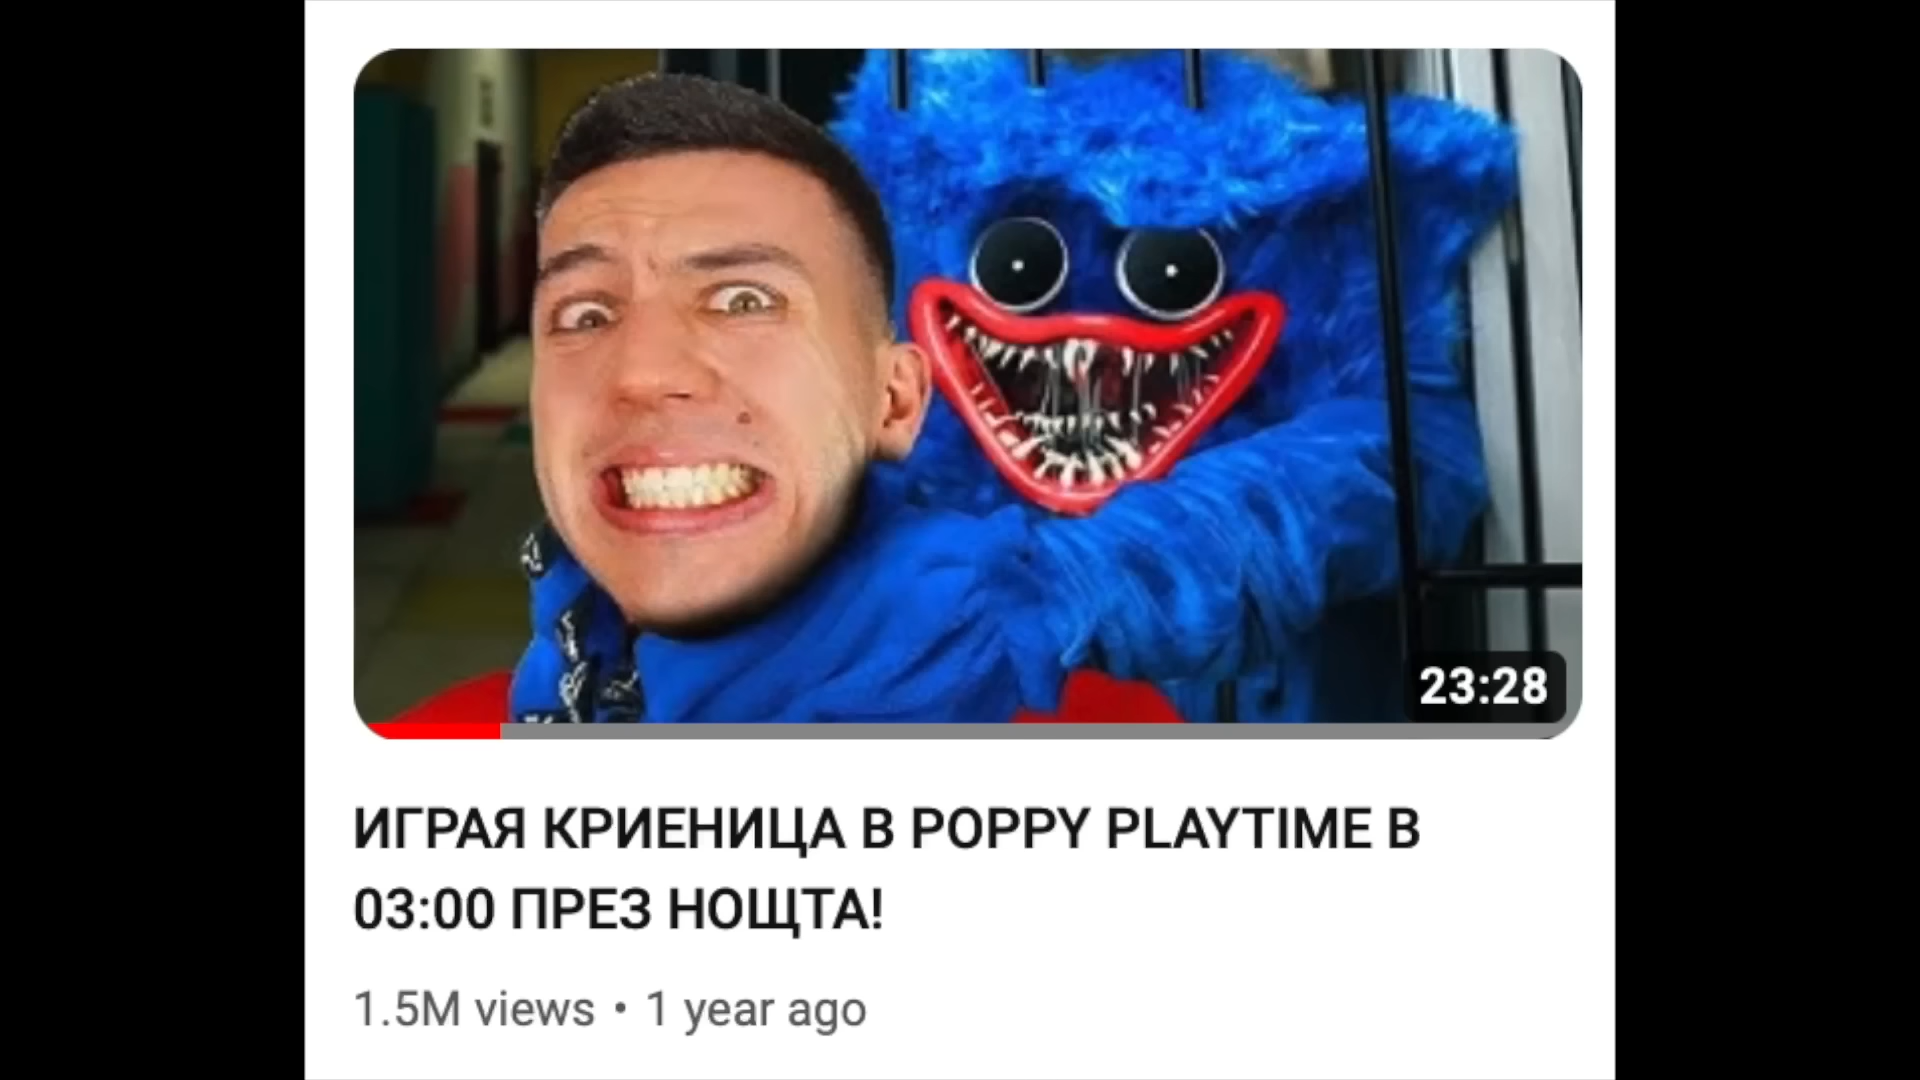 23:28
ИГРАЯ КРИЕНИЦА В POPPY PLAYTIME В
03:00 ПРЕЗ НОЩТА!
1.5M views • 1 year ago